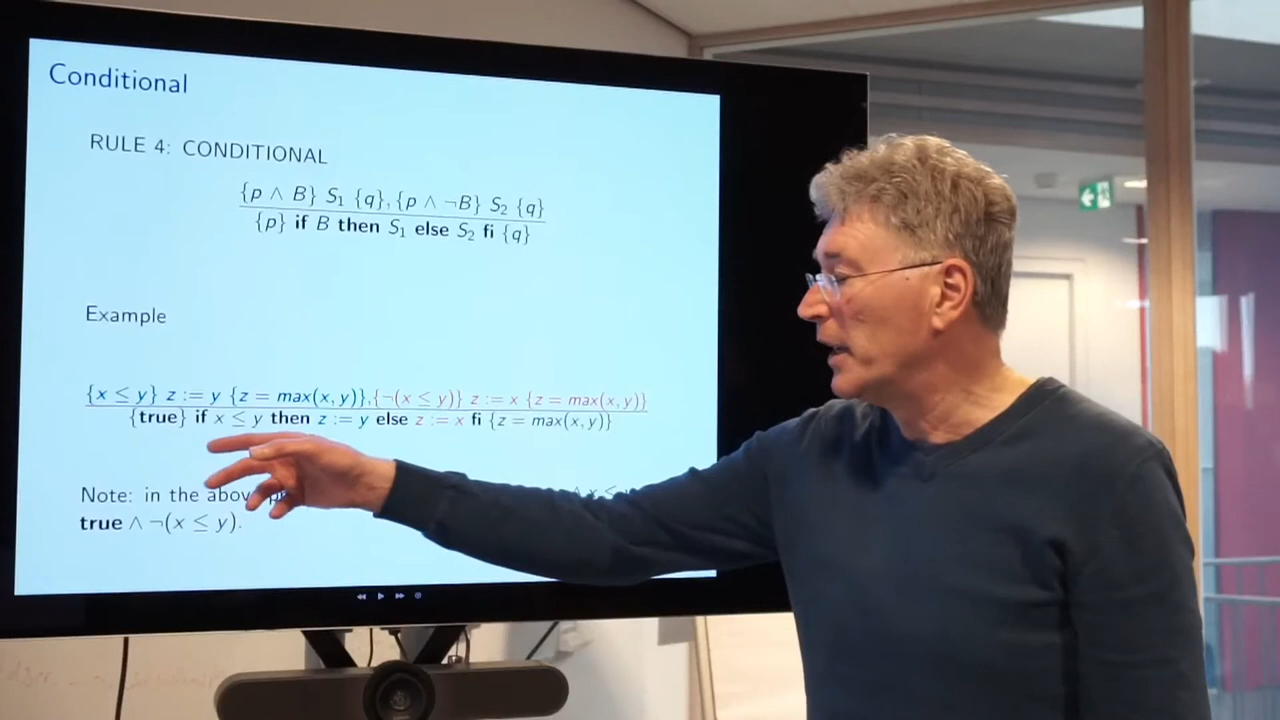 Conditional
RULE 4: CONDITIONAL
{p ∧ B} S₁ {q},{p ∧ ¬B} S₂ {q}
{p} if B then S₁ else S₂ fi {q}
Example
{x ≤ y} z := y {z = max(x, y)},{¬(x ≤ y)} z := x {z = max(x, y)}
{true} if x ≤ y then z := y else z := x fi {z = max(x, y)}
Note: in the above
true ∧ ¬(x ≤ y).